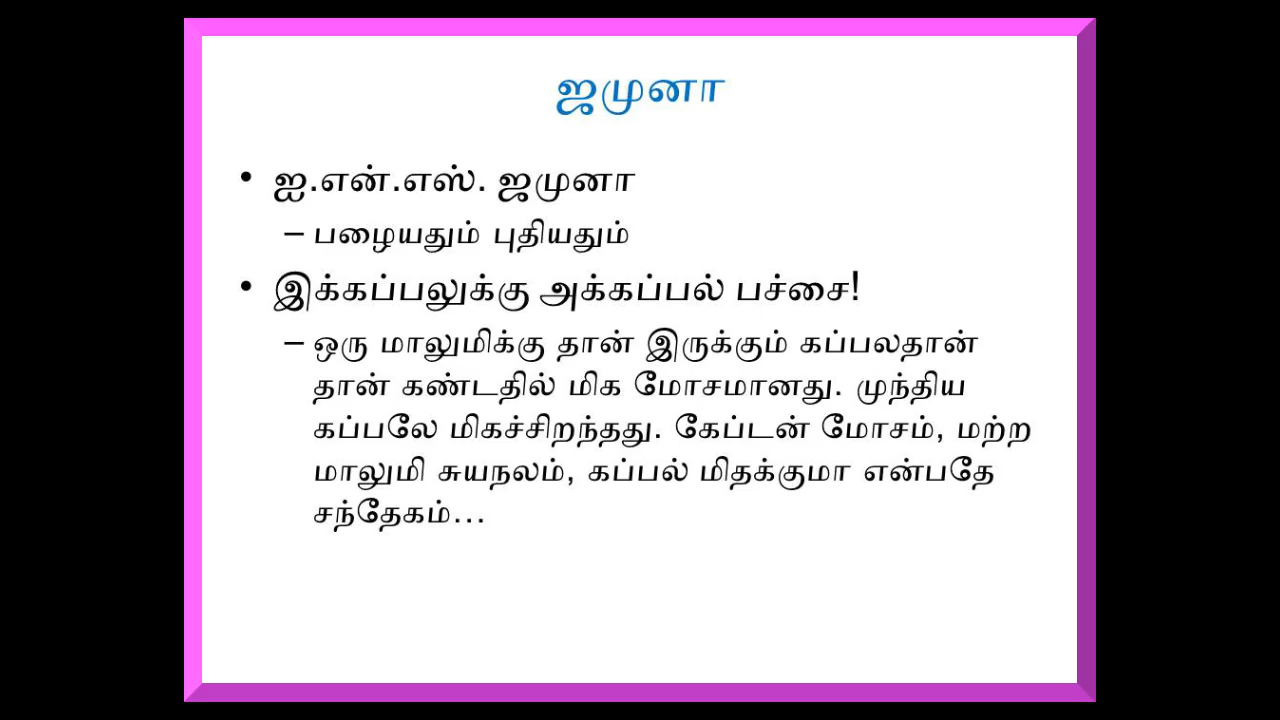 ஜமுனா
• ஐ.என்.எஸ். ஜமுனா
– பழையதும் புதியதும்
• இக்கப்பலுக்கு அக்கப்பல் பச்சை!
– ஒரு மாலுமிக்கு தான் இருக்கும் கப்பலதான்
தான் கண்டதில் மிக மோசமானது. முந்திய
கப்பலே மிகச்சிறந்தது. கேப்டன் மோசம், மற்ற
மாலுமி சுயநலம், கப்பல் மிதக்குமா என்பதே
சந்தேகம்...